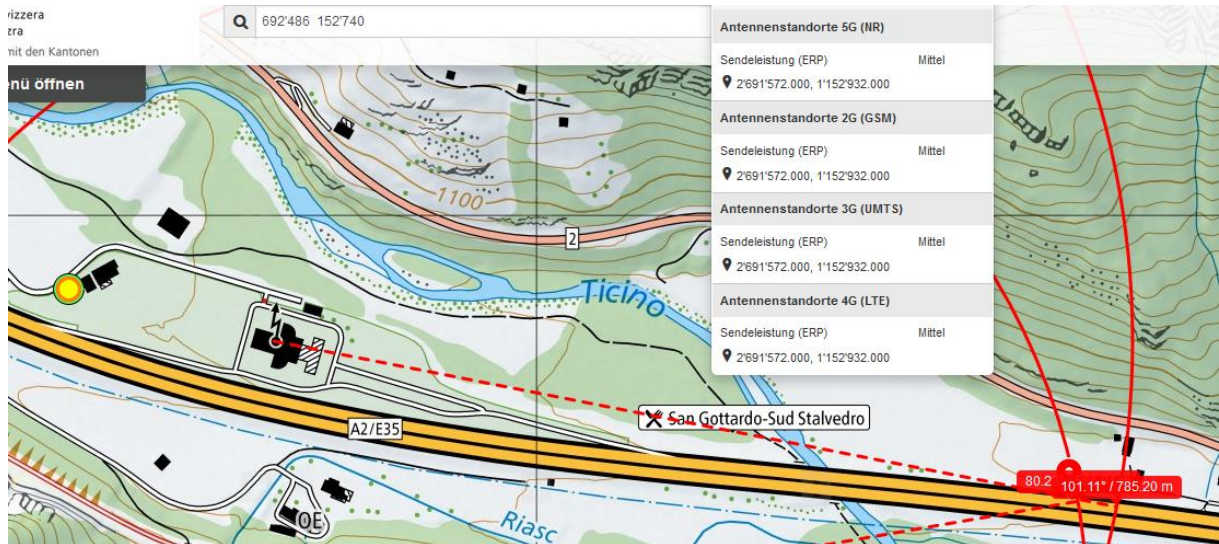 vizzera
zra
mit den Kantonen
nü öffnen
692'486 152'740
Antennenstandorte 5G (NR)
Sendeleistung (ERP) Mittel
2'691'572.000, 1'152'932.000
Antennenstandorte 2G (GSM)
Sendeleistung (ERP) Mittel
2'691'572.000, 1'152'932.000
Antennenstandorte 3G (UMTS)
Sendeleistung (ERP) Mittel
2'691'572.000, 1'152'932.000
Antennenstandorte 4G (LTE)
Sendeleistung (ERP) Mittel
2'691'572.000, 1'152'932.000
1100
2
Ticino
San Gottardo-Sud Stalvedro
A2/E35
80.2
101.11° / 785.20 m
OE
Riasc